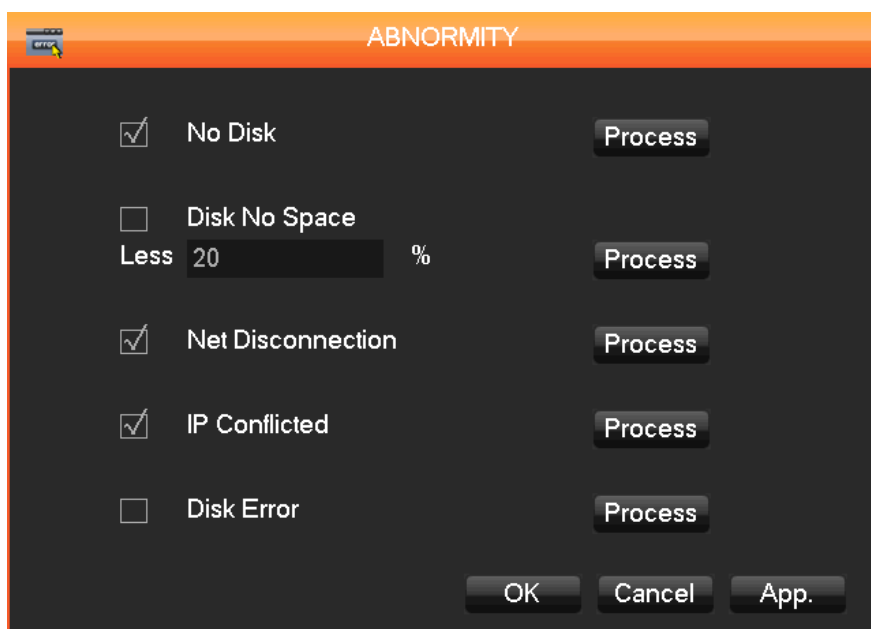 error
ABNORMITY
No Disk Process
Disk No Space
Less 20 % Process
Net Disconnection Process
IP Conflicted Process
Disk Error Process
OK Cancel App.